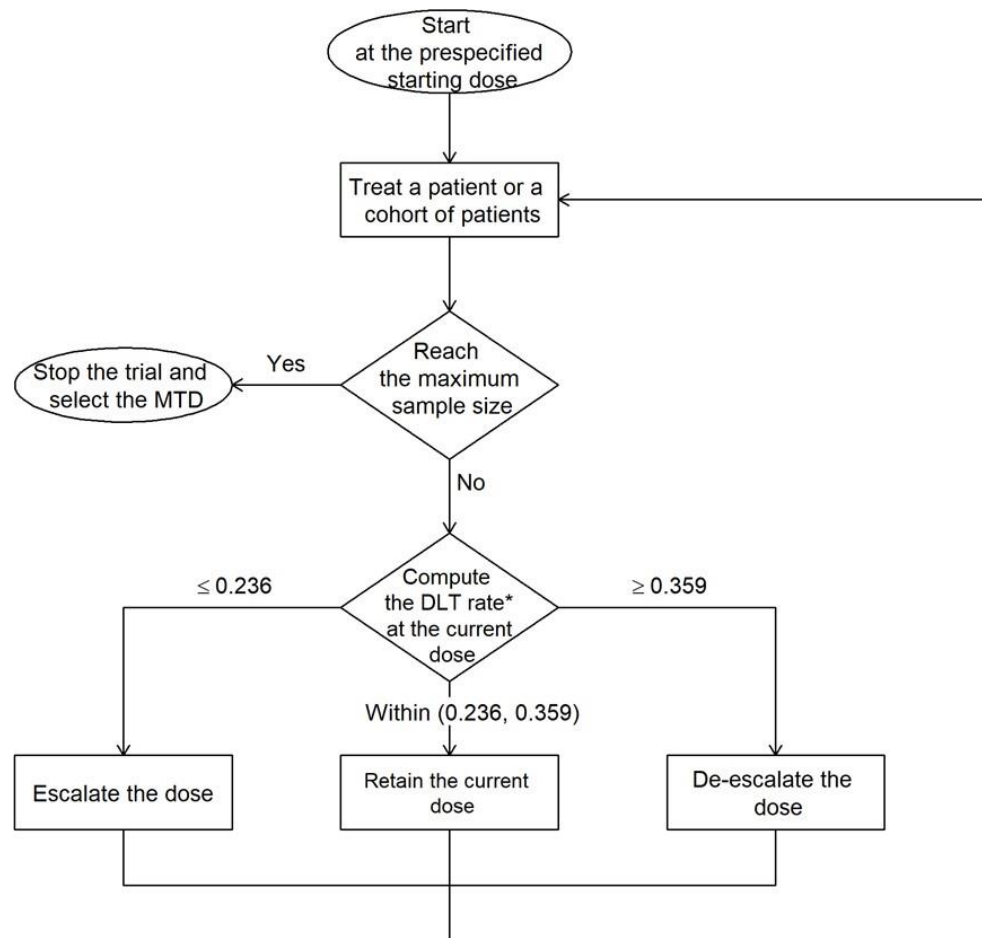 Start
at the prespecified
starting dose
Treat a patient or a
cohort of patients
Reach
the maximum
sample size
Yes
Stop the trial and
select the MTD
No
Compute
the DLT rate*
at the current
dose
≤ 0.236
≥ 0.359
Within (0.236, 0.359)
Escalate the dose
Retain the current
dose
De-escalate the
dose